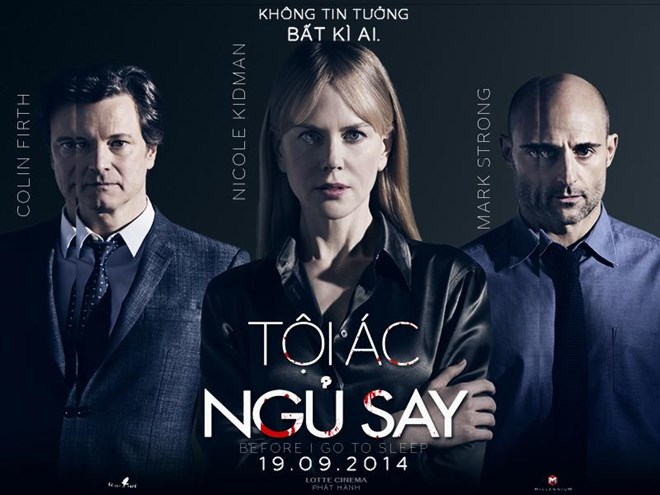 KHÔNG TIN TƯỞNG
BẤT KÌ AI.
COLIN FIRTH
NICOLE KIDMAN
MARK STRONG
TỘI ÁC
NGỦ SAY
BEFORE I GO TO SLEEP
19.09.2014
LOTTE CINEMA
PHÁT HÀNH
MILLENNIUM